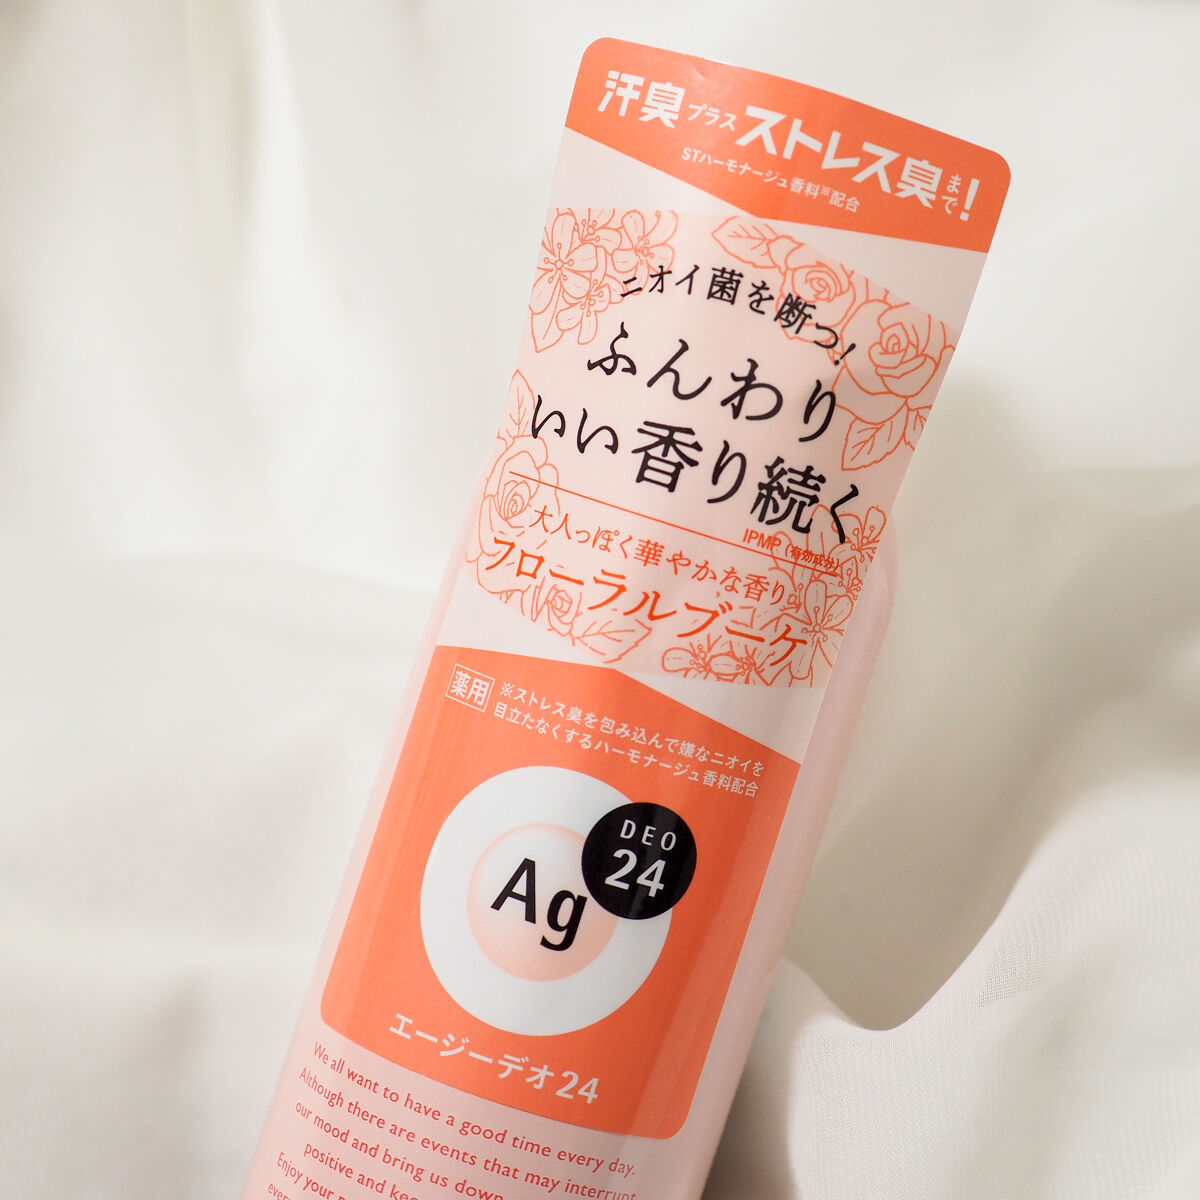 汗臭プラスストレス臭まで!
STハーモナージュ香料※配合
ニオイ菌を断つ!
ふんわり
いい香り続く
IPMP(有効成分)
大人っぽく華やかな香り
フローラルブーケ
薬用
※ストレス臭を包み込んで嫌なニオイを
目立たなくするハーモナージュ香料配合
DEO
24
Ag
エージーデオ24
We all want to have a good time every day.
Although there are events that may interrupt
our mood and bring us down
positive and
Enjoy your